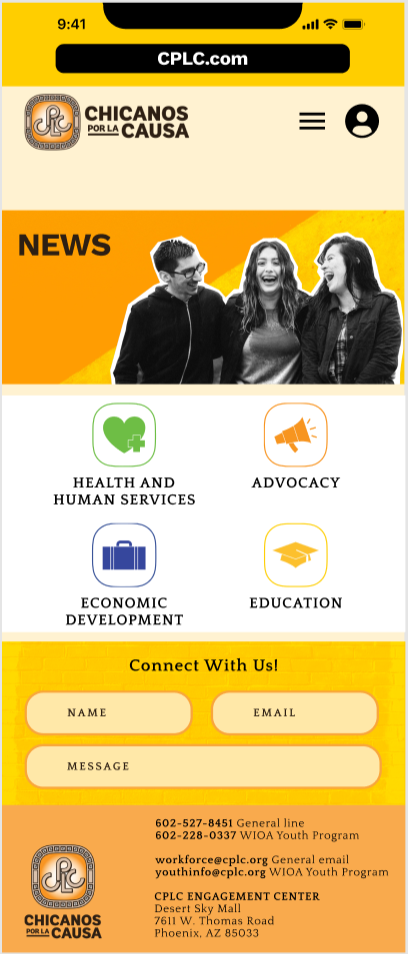 9:41
CPLC.com
CPLC
CHICANOS
POR LA CAUSA
NEWS
HEALTH AND
HUMAN SERVICES
ADVOCACY
ECONOMIC
DEVELOPMENT
EDUCATION
Connect With Us!
NAME
EMAIL
MESSAGE
602-527-8451 General line
602-228-0337 WIOA Youth Program
workforce@cplc.org General email
youthinfo@cplc.org WIOA Youth Program
CPLC ENGAGEMENT CENTER
Desert Sky Mall
7611 W. Thomas Road
Phoenix, AZ 85033
CPLC
CHICANOS
POR LA CAUSA